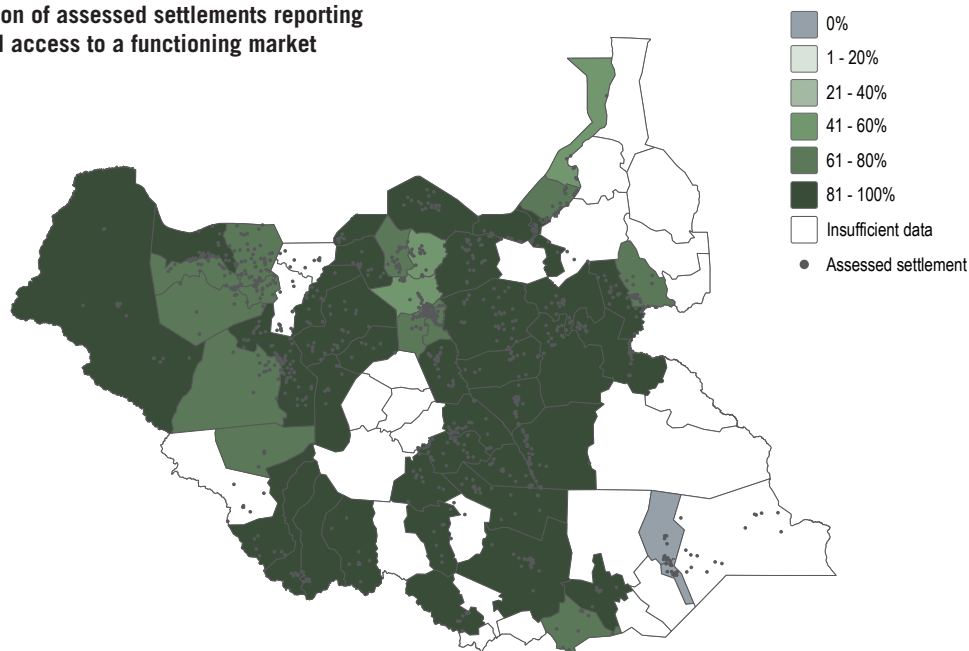 on of assessed settlements reporting
access to a functioning market
0%
1 - 20%
21 - 40%
41 - 60%
61 - 80%
81 - 100%
Insufficient data
Assessed settlement